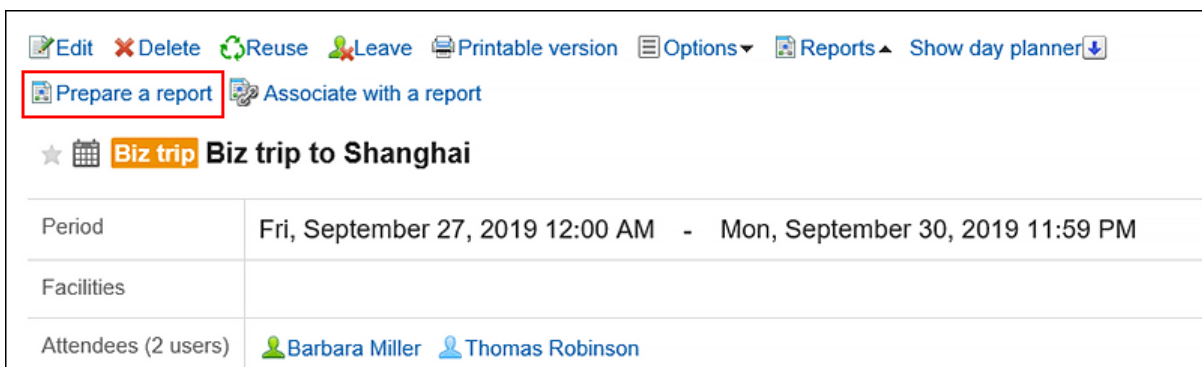 Edit Delete Reuse Leave Printable version Options Reports Show day planner
Prepare a report Associate with a report
Biz trip Biz trip to Shanghai
Period Fri, September 27, 2019 12:00 AM - Mon, September 30, 2019 11:59 PM
Facilities
Attendees (2 users) Barbara Miller Thomas Robinson